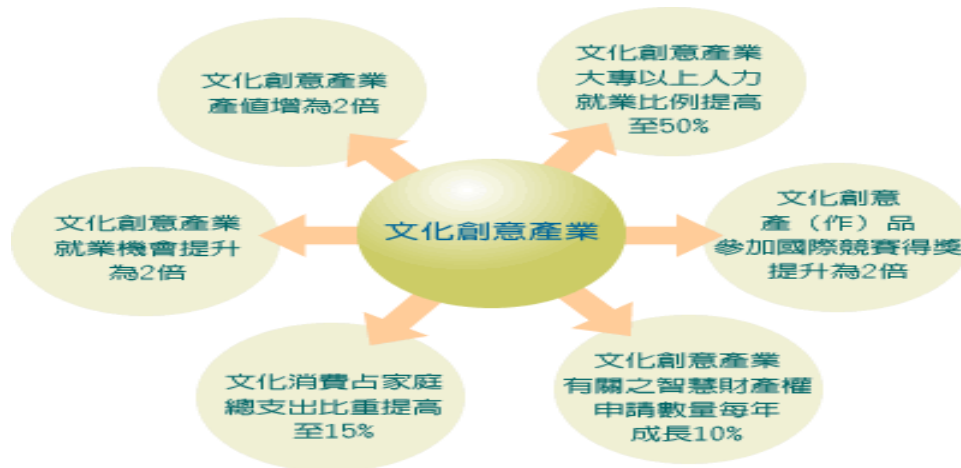 文化創意產業
產值增為2倍
文化創意產業
大專以上人力
就業比例提高
至50%
文化創意產業
就業機會提升
為2倍
文化創意產業
文化創意
產（作）品
參加國際競賽得獎
提升為2倍
文化消費占家庭
總支出比重提高
至15%
文化創意產業
有關之智慧財產權
申請數量每年
成長10%